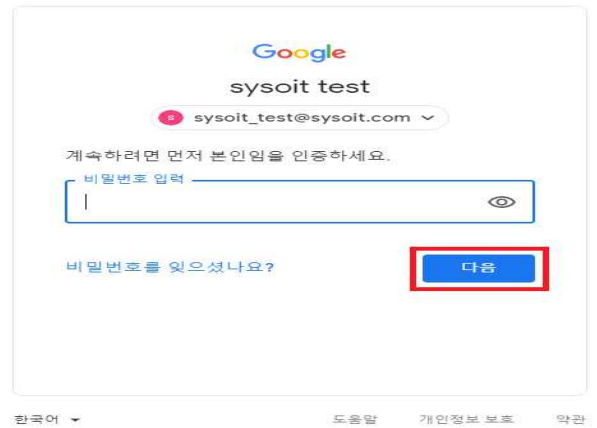 Google
sysoit test
s sysoit_test@sysoit.com
계속하려면 먼저 본인임을 인증하세요.
비밀번호 입력
비밀번호를 잊으셨나요? 다음
한국어 도움말 개인정보 보호 약관